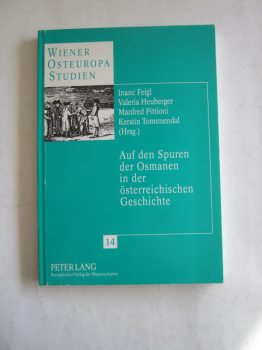 WIENER
OSTEUROPA
STUDIEN
Inanc Feigl
Valeria Heuberger
Manfred Pittioni
Kerstin Tomenendal
(Hrsg.)
Auf den Spuren
der Osmanen
in der
österreichischen
Geschichte
14
PETER LANG
Europäischer Verlag der Wissenschaften